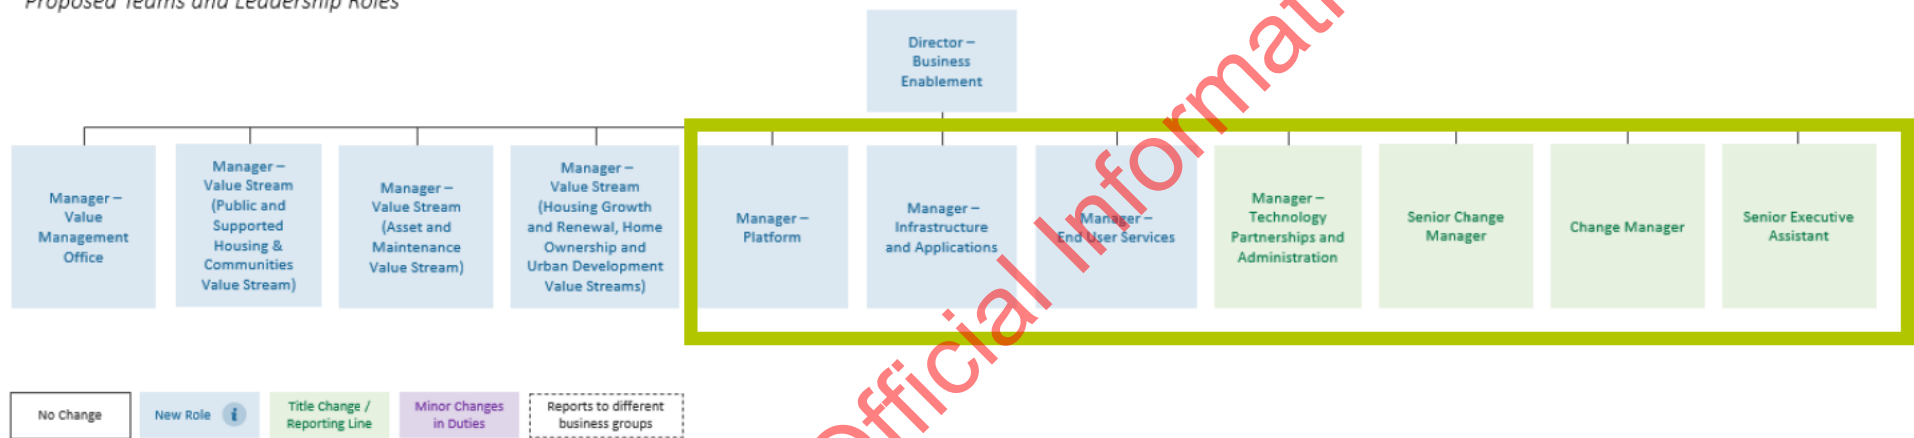 Proposed Teams and Leadership Roles
Director –
Business
Enablement
Manager –
Value
Management
Office
Manager –
Value Stream
(Public and
Supported
Housing &
Communities
Value Stream)
Manager –
Value Stream
(Asset and
Maintenance
Value Stream)
Manager –
Value Stream
(Housing Growth
and Renewal, Home
Ownership and
Urban Development
Value Streams)
Manager –
Platform
Manager –
Infrastructure
and Applications
Manager –
End User Services
Manager –
Technology
Partnerships and
Administration
Senior Change
Manager
Change Manager
Senior Executive
Assistant
No Change
New Role i
Title Change /
Reporting Line
Minor Changes
in Duties
Reports to different
business groups
Official Informati